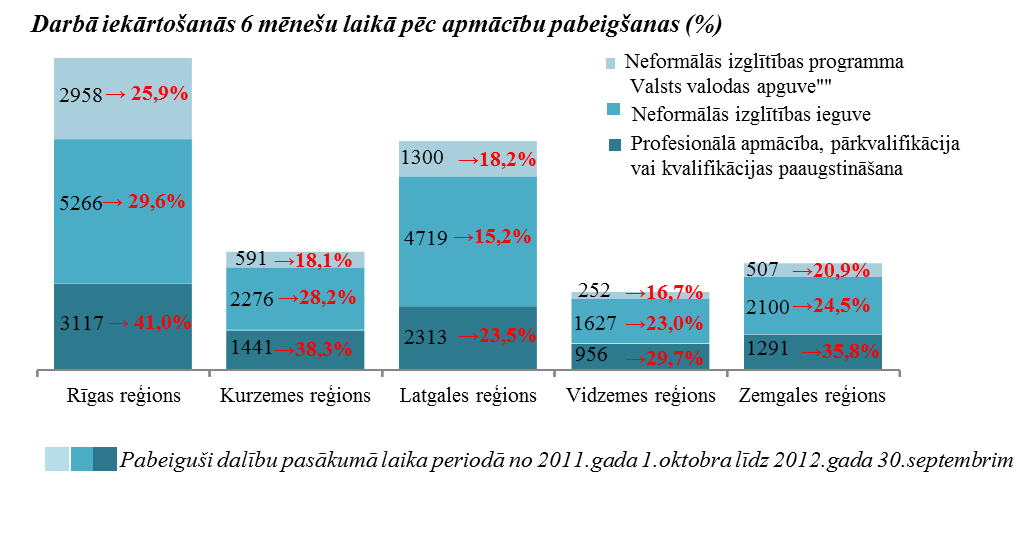 Darbā iekārtošanās 6 mēnešu laikā pēc apmācību pabeigšanas (%)
Neformālās izglītības programma
Valsts valodas apguve""
Neformālās izglītības ieguve
Profesionālā apmācība, pārkvalifikācija
vai kvalifikācijas paaugstināšana
2958 → 25,9%
5266 → 29,6%
3117 → 41,0%
591 → 18,1%
2276 → 28,2%
1441 → 38,3%
1300 → 18,2%
4719 → 15,2%
2313 → 23,5%
252 → 16,7%
1627 → 23,0%
956 → 29,7%
507 → 20,9%
2100 → 24,5%
1291 → 35,8%
Rīgas reģions Kurzemes reģions Latgales reģions Vidzemes reģions Zemgales reģions
Pabeiguši dalību pasākumā laika periodā no 2011.gada 1.oktobra līdz 2012.gada 30.septembrim